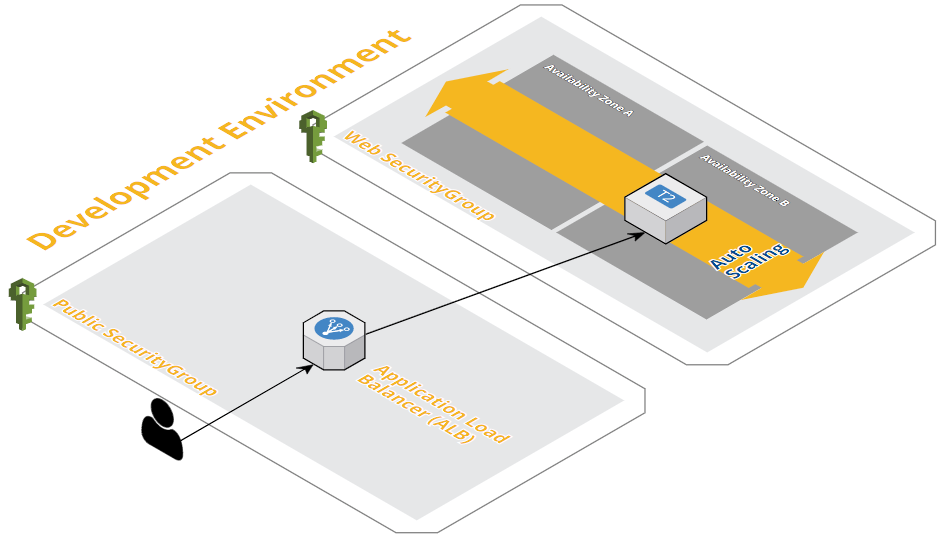 Development Environment
Availability Zone A
Web SecurityGroup
Availability Zone B
T2
Auto
Scaling
Public SecurityGroup
Application Load
Balancer (ALB)